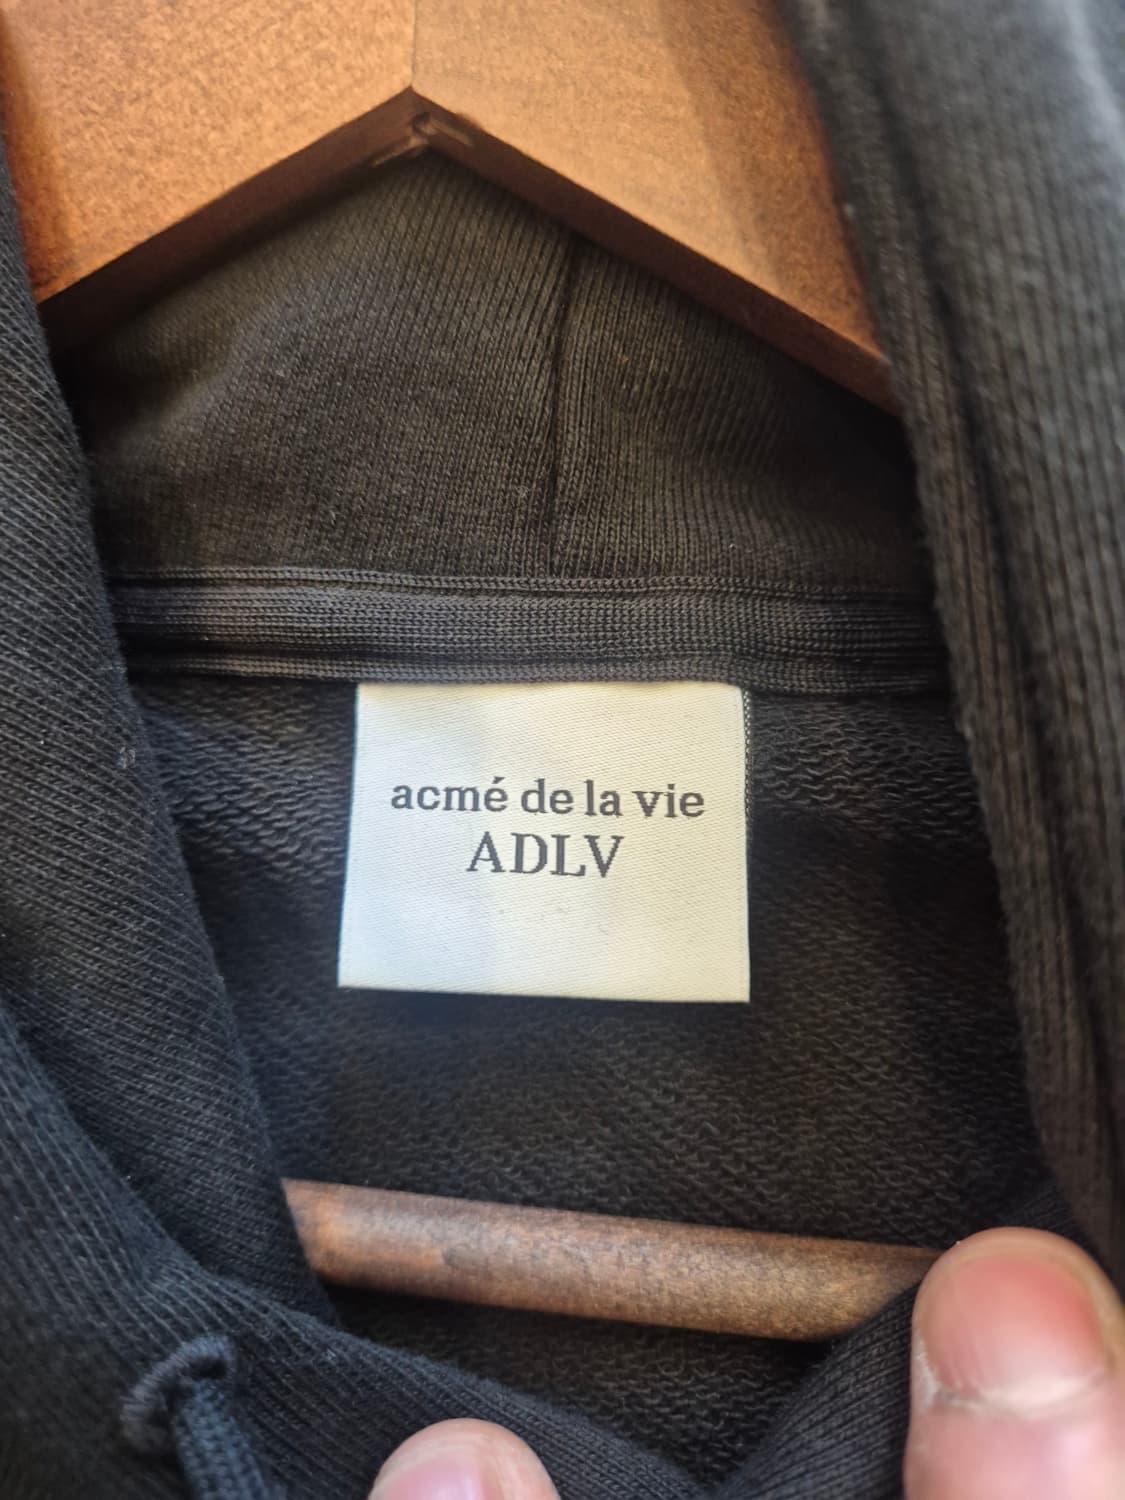 acmé de la vie
ADLV